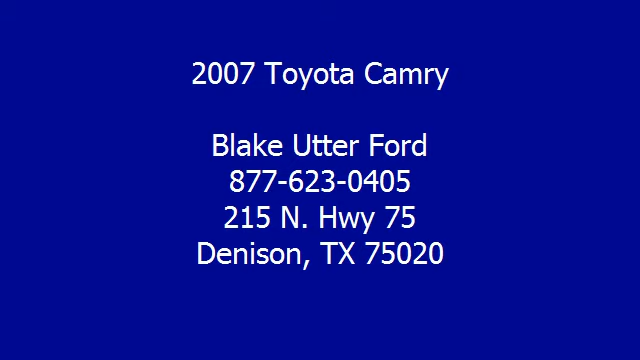 2007 Toyota Camry
Blake Utter Ford
877-623-0405
215 N. Hwy 75
Denison, TX 75020